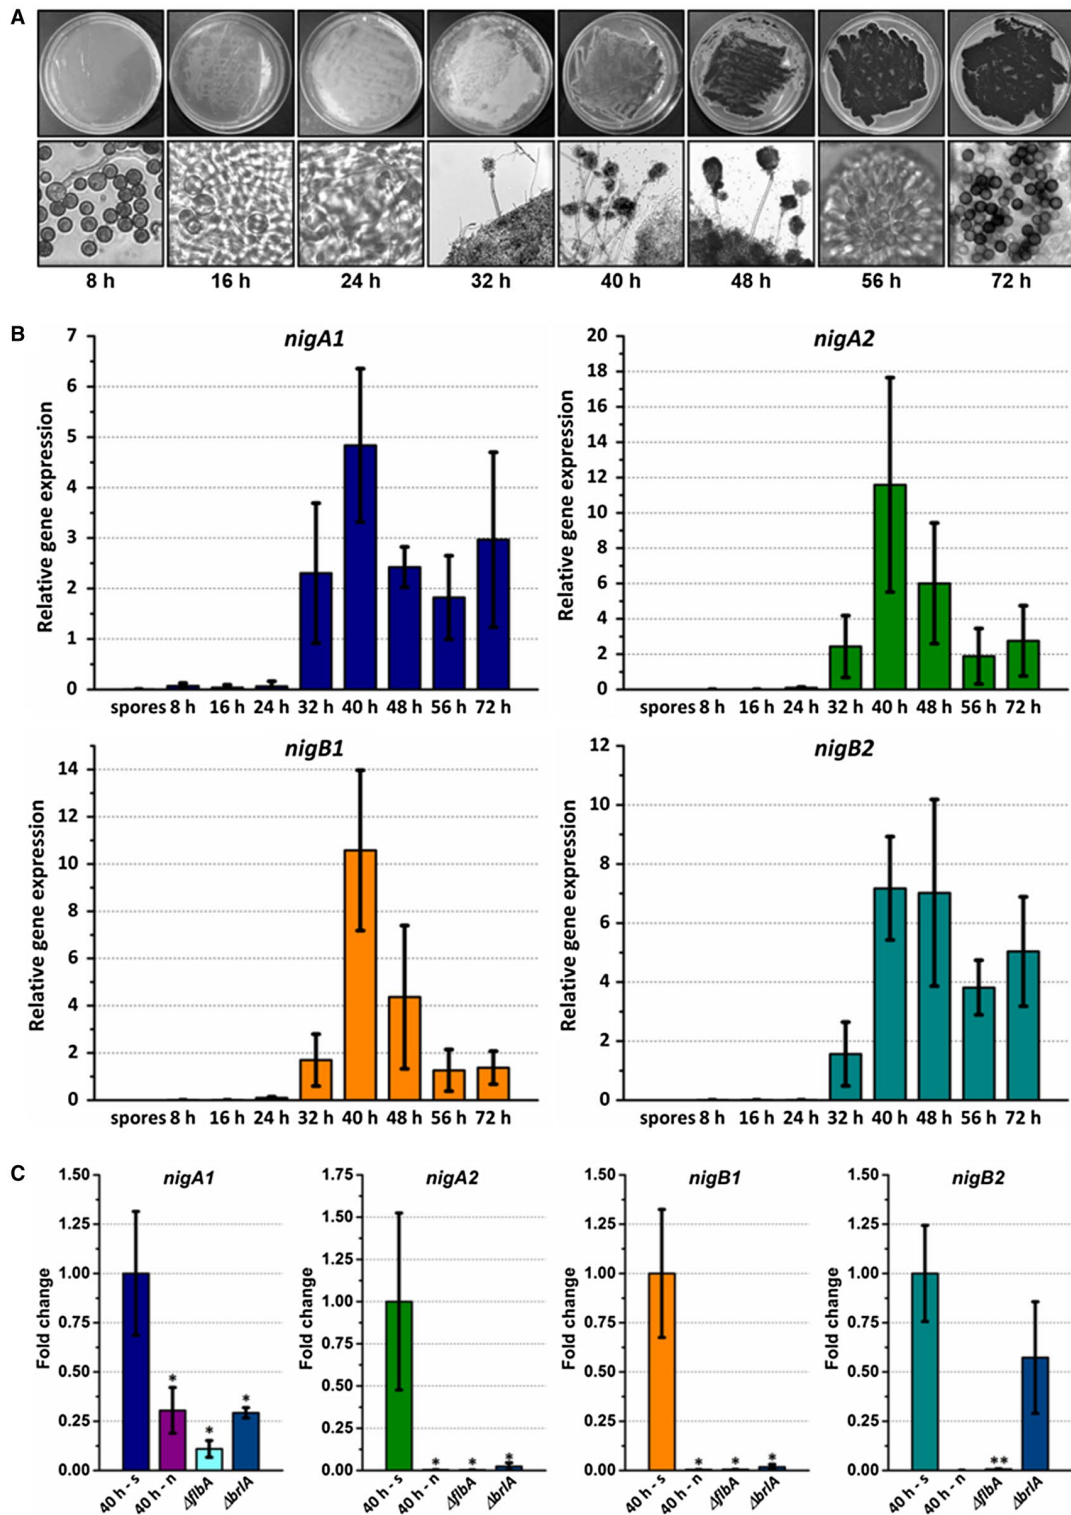 A
8 h 16 h 24 h 32 h 40 h 48 h 56 h 72 h
B
nigA1
Relative gene expression
7
6
5
4
3
2
1
0
spores 8 h 16 h 24 h 32 h 40 h 48 h 56 h 72 h
nigA2
Relative gene expression
20
18
16
14
12
10
8
6
4
2
0
spores 8 h 16 h 24 h 32 h 40 h 48 h 56 h 72 h
nigB1
Relative gene expression
14
12
10
8
6
4
2
0
spores 8 h 16 h 24 h 32 h 40 h 48 h 56 h 72 h
nigB2
Relative gene expression
12
10
8
6
4
2
0
spores 8 h 16 h 24 h 32 h 40 h 48 h 56 h 72 h
C
nigA1
Fold change
1.50
1.25
1.00
0.75
0.50
0.25
0.00
* * *
40 h - s 40 h - n ΔflbA ΔbrlA
nigA2
Fold change
1.75
1.50
1.25
1.00
0.75
0.50
0.25
0.00
* * *
40 h - s 40 h - n ΔflbA ΔbrlA
nigB1
Fold change
1.50
1.25
1.00
0.75
0.50
0.25
0.00
* * *
40 h - s 40 h - n ΔflbA ΔbrlA
nigB2
Fold change
1.50
1.25
1.00
0.75
0.50
0.25
0.00
**
40 h - s 40 h - n ΔflbA ΔbrlA